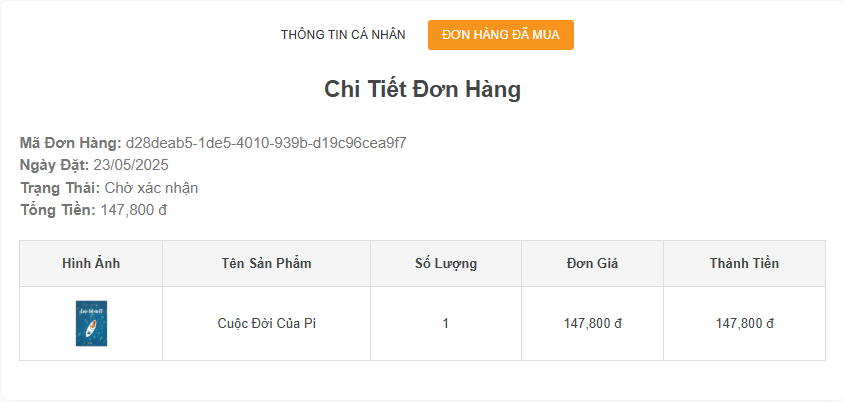 THÔNG TIN CÁ NHÂN
ĐƠN HÀNG ĐÃ MUA
Chi Tiết Đơn Hàng
Mã Đơn Hàng: d28deab5-1de5-4010-939b-d19c96cea9f7
Ngày Đặt: 23/05/2025
Trạng Thái: Chờ xác nhận
Tổng Tiền: 147,800 đ
Hình Ảnh Tên Sản Phẩm Số Lượng Đơn Giá Thành Tiền
Cuộc Đời Của Pi 1 147,800 đ 147,800 đ